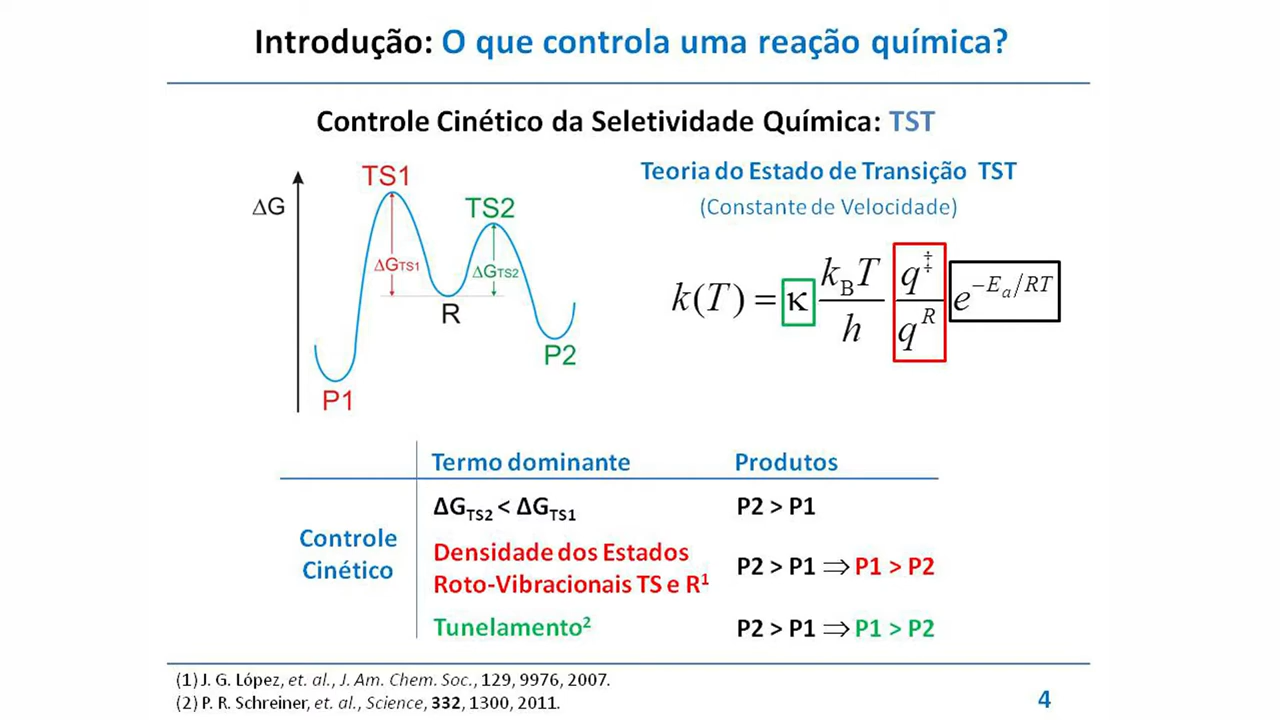 Introdução: O que controla uma reação química?
Controle Cinético da Seletividade Química: TST
TS1
TS2
ΔG
ΔGTS1
ΔGTS2
R
P2
P1
Teoria do Estado de Transição TST
(Constante de Velocidade)
k(T) = κ k_B T / h q^‡ / q^R e^{-E_a/RT}
Termo dominante Produtos
Controle
Cinético
ΔG_TS2 < ΔG_TS1 P2 > P1
Densidade dos Estados
Roto-Vibracionais TS e R¹ P2 > P1 ⇒ P1 > P2
Tunelamento² P2 > P1 ⇒ P1 > P2
(1) J. G. López, et. al., J. Am. Chem. Soc., 129, 9976, 2007.
(2) P. R. Schreiner, et. al., Science, 332, 1300, 2011.
4